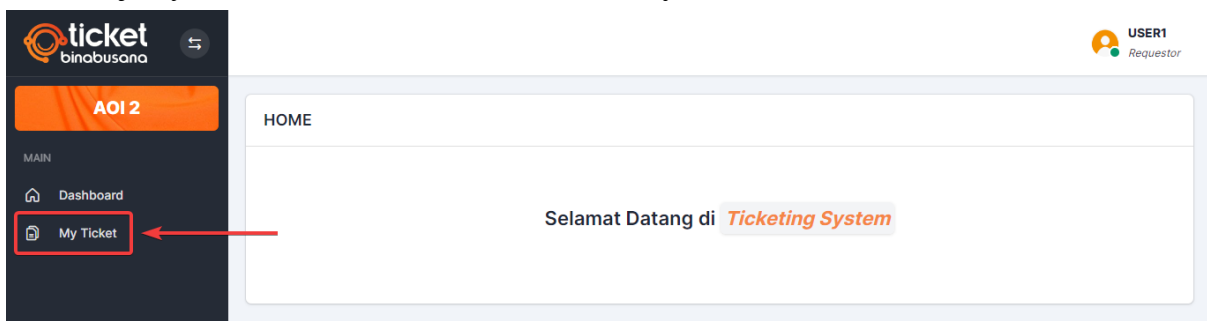 ticket
binabusana
USER1
Requestor
AOI 2
HOME
MAIN
Dashboard
My Ticket
Selamat Datang di Ticketing System